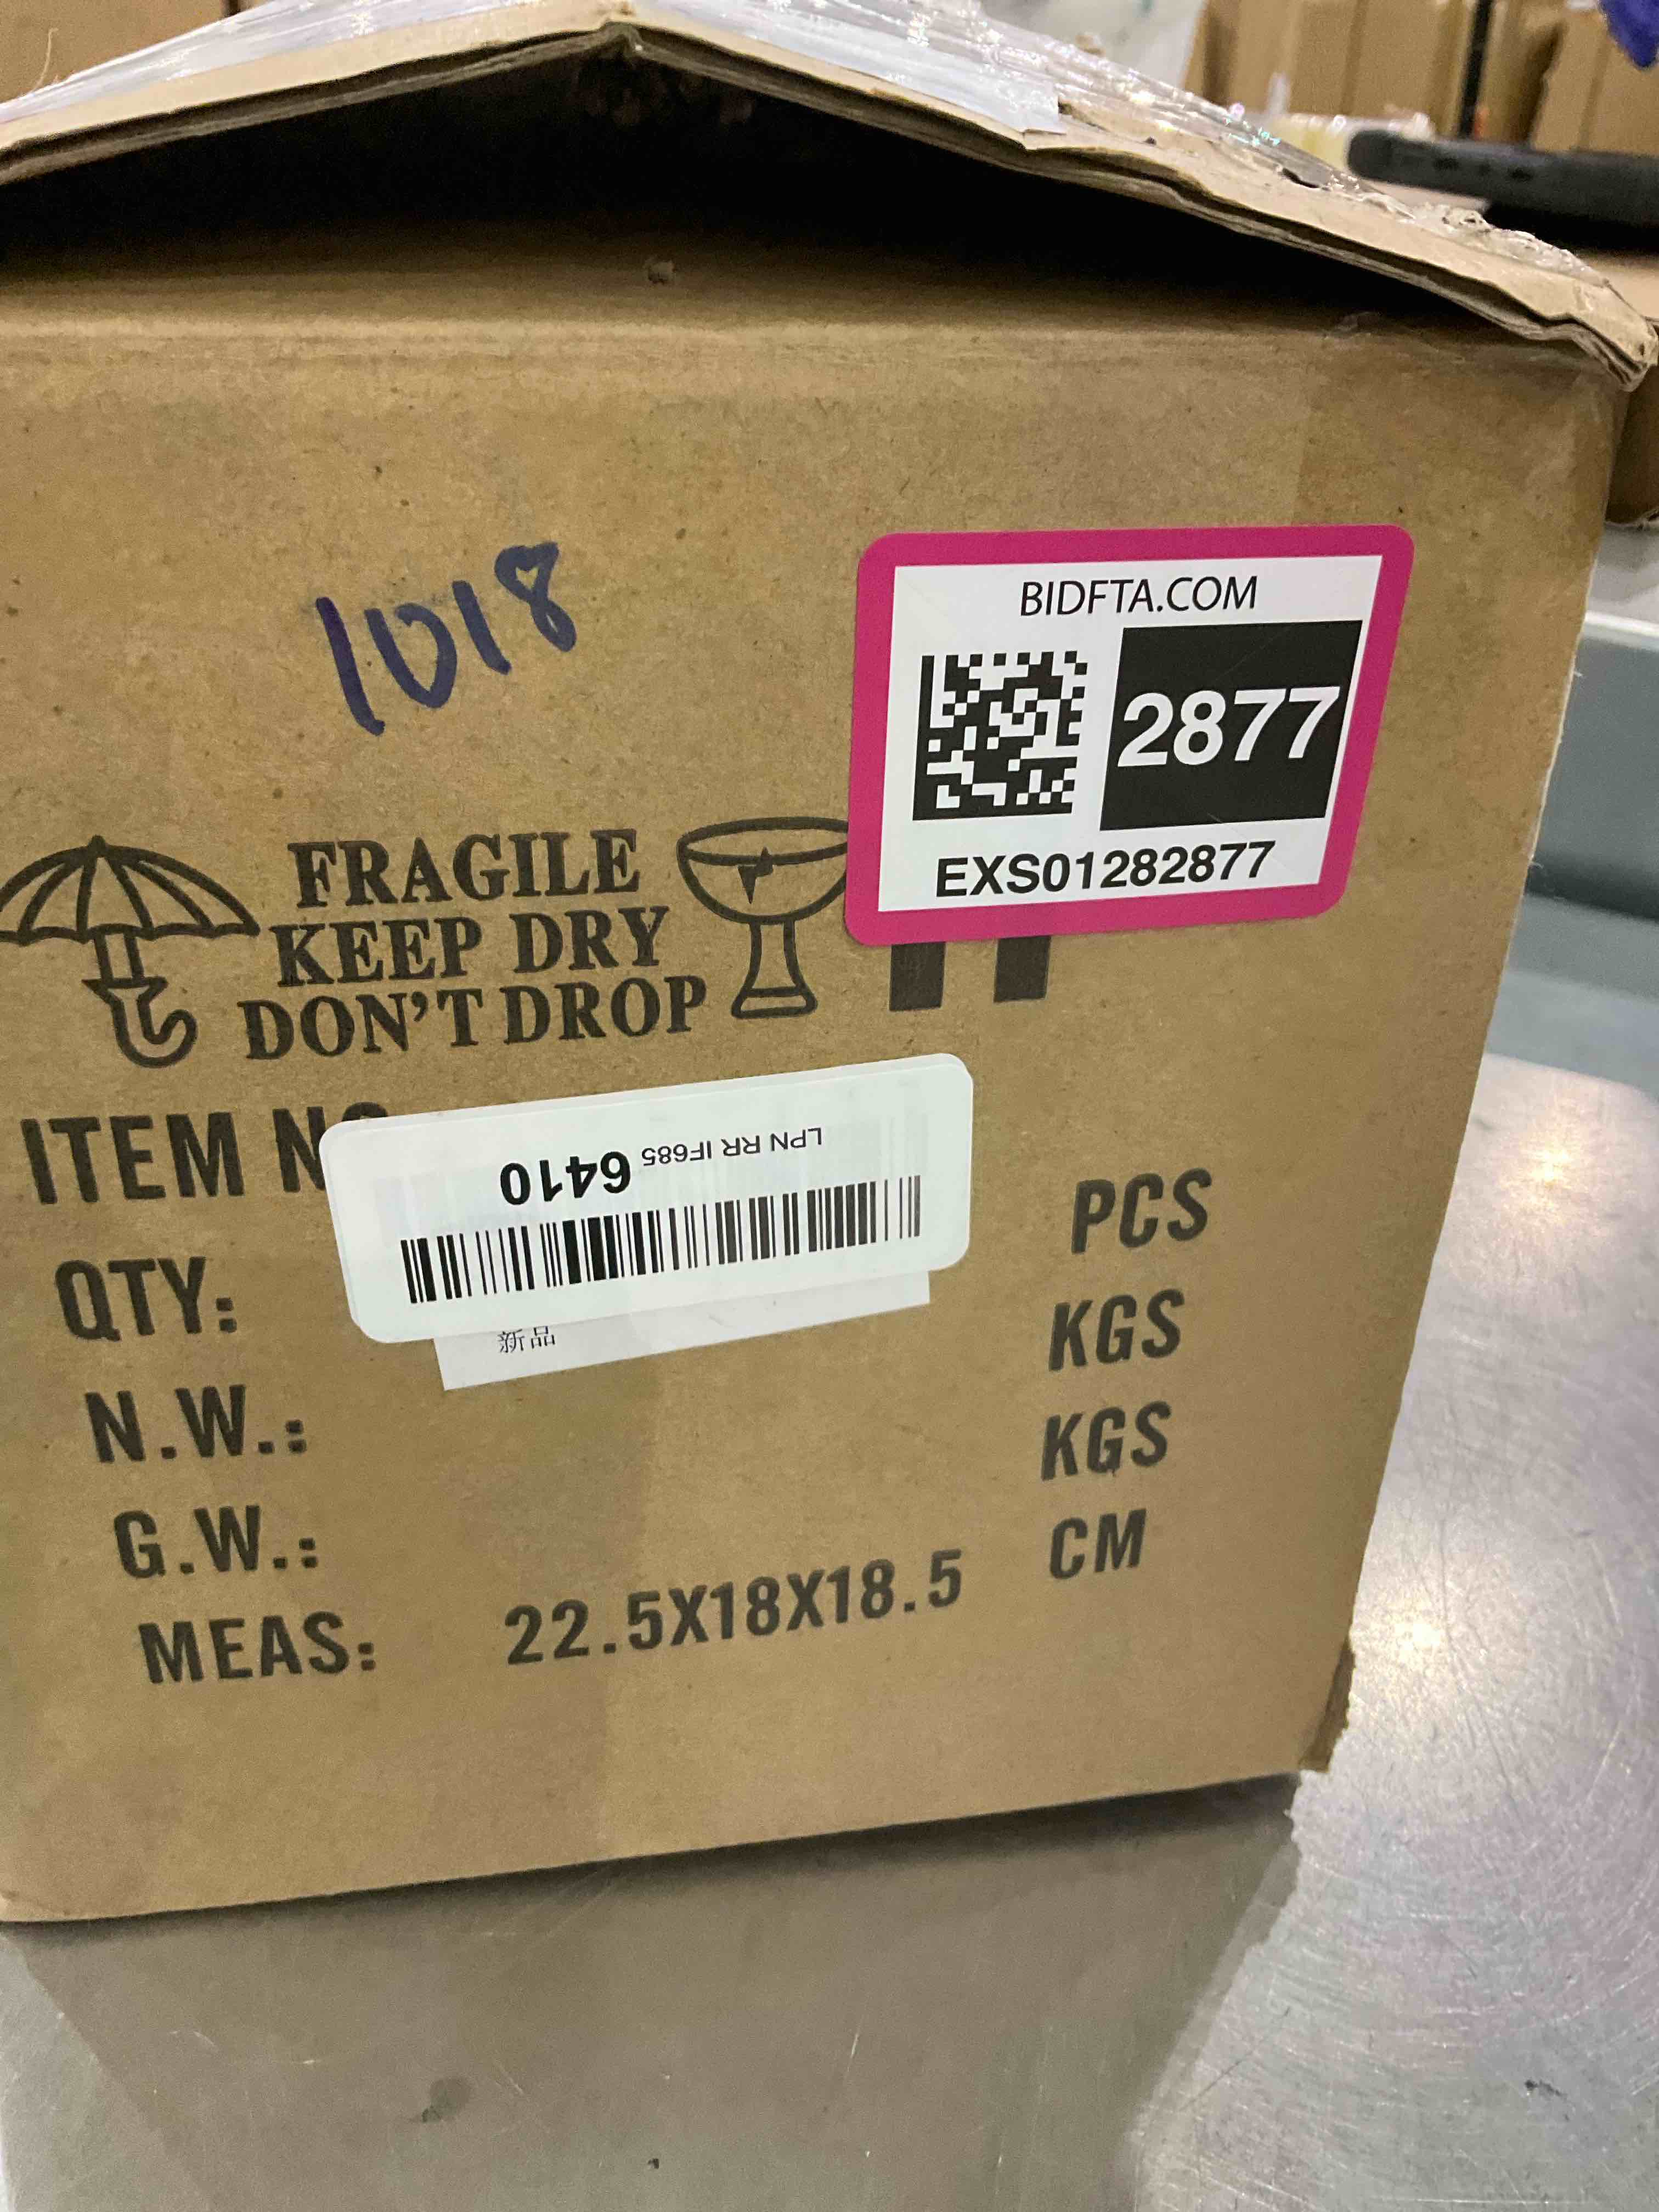 1018
BIDFTA.COM
2877
EXS01282877
FRAGILE
KEEP DRY
DON'T DROP
ITEM
LPN RR IF685 6410
新品
QTY: PCS
N.W.: KGS
G.W.: KGS
MEAS: 22.5X18X18.5 CM